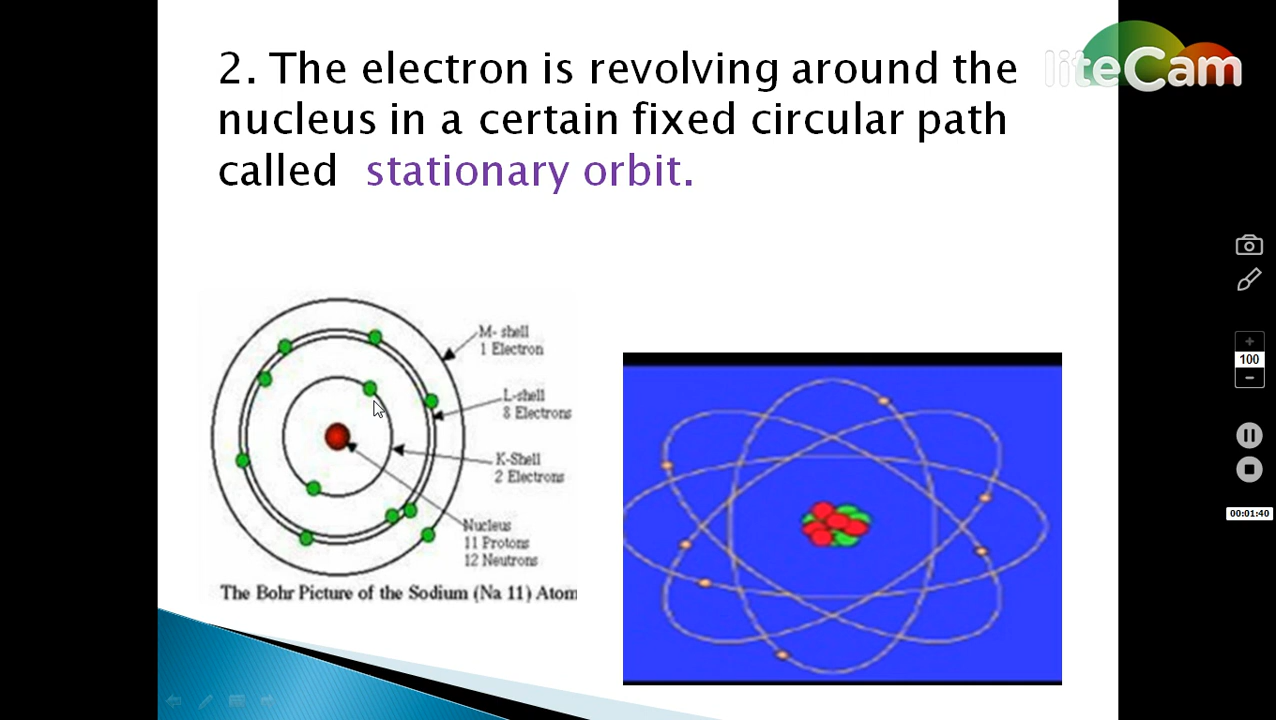 2. The electron is revolving around the
nucleus in a certain fixed circular path
called stationary orbit.
liteCam
M- shell
1 Electron
L-shell
8 Electrons
K-Shell
2 Electrons
Nucleus
11 Protons
12 Neutrons
The Bohr Picture of the Sodium (Na 11) Atom
+
100
−
00:01:40